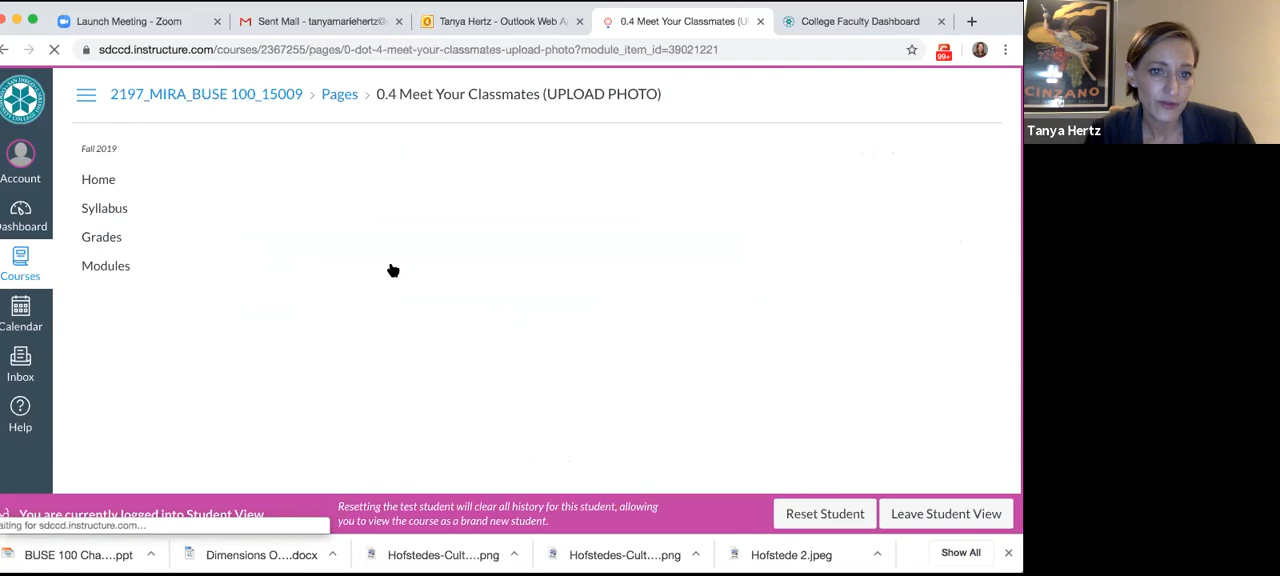 Launch Meeting - Zoom
Sent Mail - tanyamariehertz@
Tanya Hertz - Outlook Web A
0.4 Meet Your Classmates (U
College Faculty Dashboard
sdccd.instructure.com/courses/2367255/pages/0-dot-4-meet-your-classmates-upload-photo?module_item_id=39021221
99+
2197_MIRA_BUSE 100_15009 > Pages > 0.4 Meet Your Classmates (UPLOAD PHOTO)
Fall 2019
Home
Syllabus
Grades
Modules
Account
Dashboard
Courses
Calendar
Inbox
Help
You are currently logged into Student View
Resetting the test student will clear all history for this student, allowing
you to view the course as a brand new student.
Reset Student
Leave Student View
aiting for sdccd.instructure.com...
BUSE 100 Cha....ppt
Dimensions O....docx
Hofstedes-Cult....png
Hofstedes-Cult....png
Hofstede 2.jpeg
Show All
CINZANO
Tanya Hertz